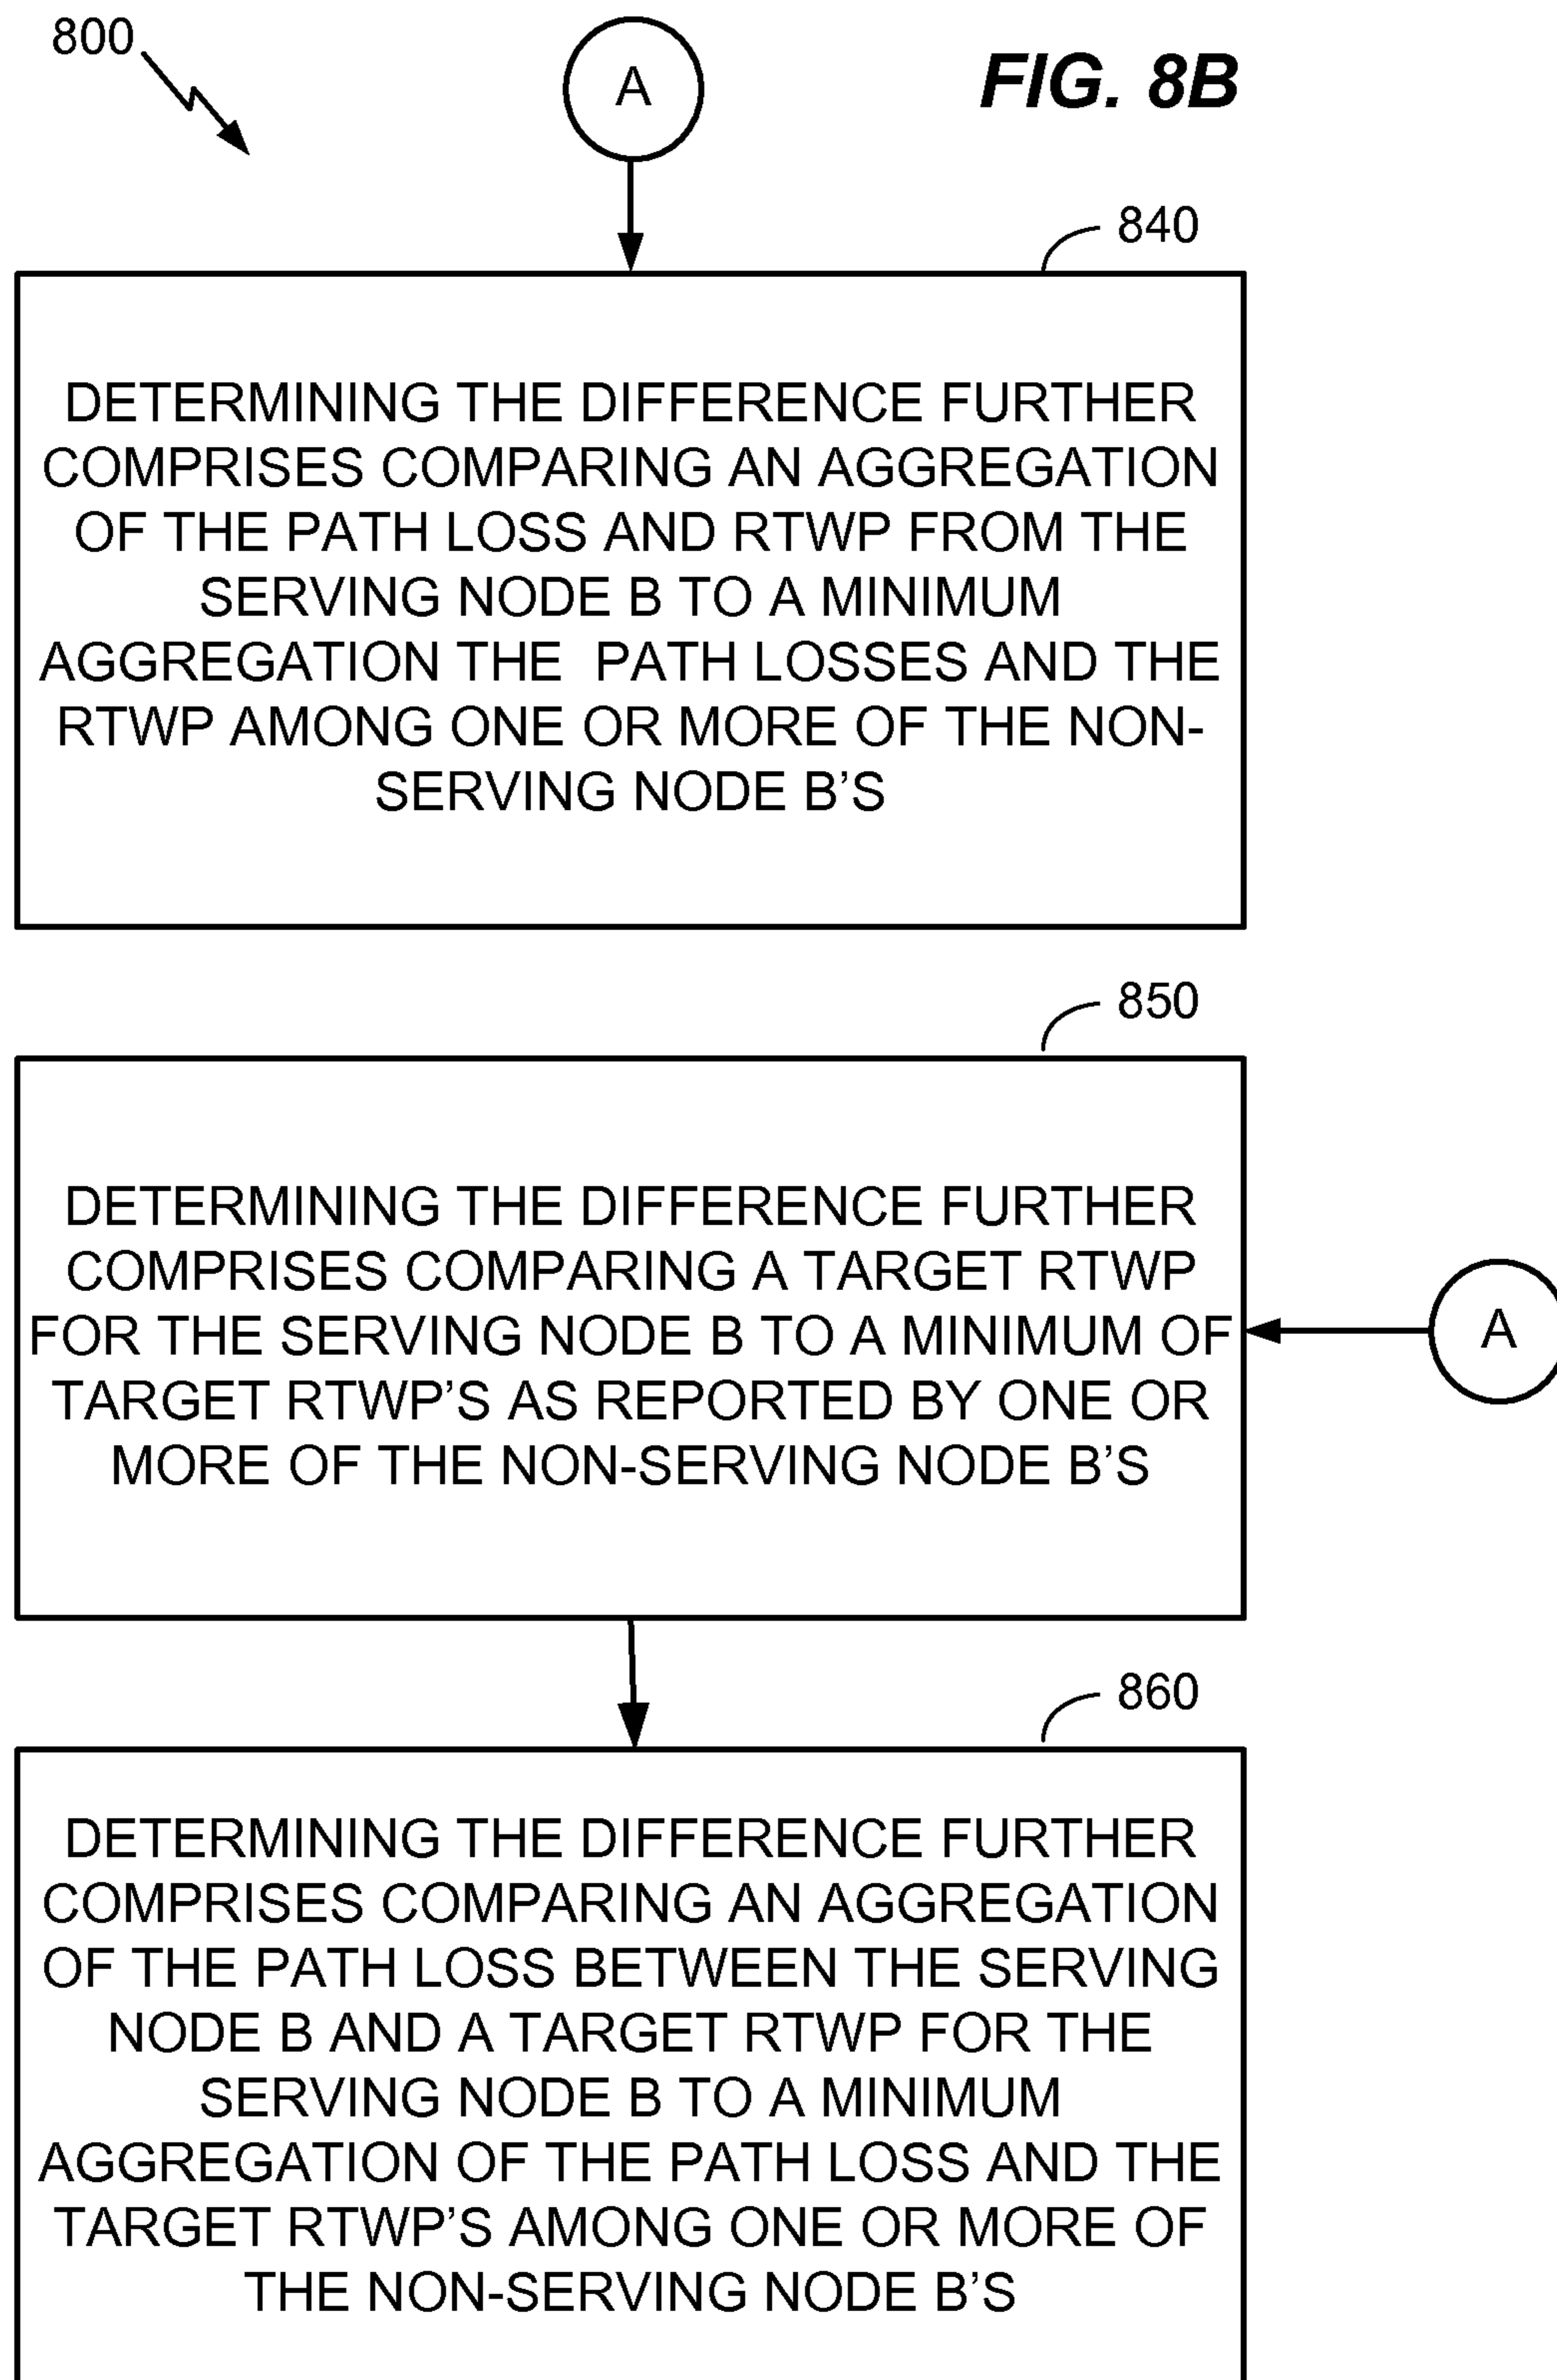 800
A
FIG. 8B
840
DETERMINING THE DIFFERENCE FURTHER
COMPRISES COMPARING AN AGGREGATION
OF THE PATH LOSS AND RTWP FROM THE
SERVING NODE B TO A MINIMUM
AGGREGATION THE PATH LOSSES AND THE
RTWP AMONG ONE OR MORE OF THE NON-
SERVING NODE B’S
850
DETERMINING THE DIFFERENCE FURTHER
COMPRISES COMPARING A TARGET RTWP
FOR THE SERVING NODE B TO A MINIMUM OF
TARGET RTWP’S AS REPORTED BY ONE OR
MORE OF THE NON-SERVING NODE B’S
A
860
DETERMINING THE DIFFERENCE FURTHER
COMPRISES COMPARING AN AGGREGATION
OF THE PATH LOSS BETWEEN THE SERVING
NODE B AND A TARGET RTWP FOR THE
SERVING NODE B TO A MINIMUM
AGGREGATION OF THE PATH LOSS AND THE
TARGET RTWP’S AMONG ONE OR MORE OF
THE NON-SERVING NODE B’S